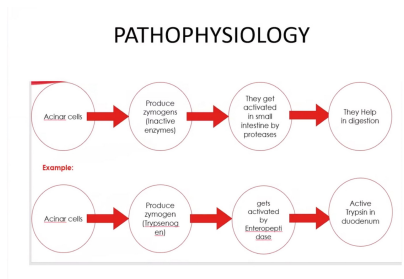 PATHOPHYSIOLOGY
Acinar cells
Produce
zymogens
(Inactive
enzymes)
They get
activated
in small
intestine by
proteases
They Help
in digestion
Example:
Acinar cells
Produce
zymogen
(Trypsenog
en)
gets
activated
by
Enteropepti
dase
Active
Trypsin in
duodenum